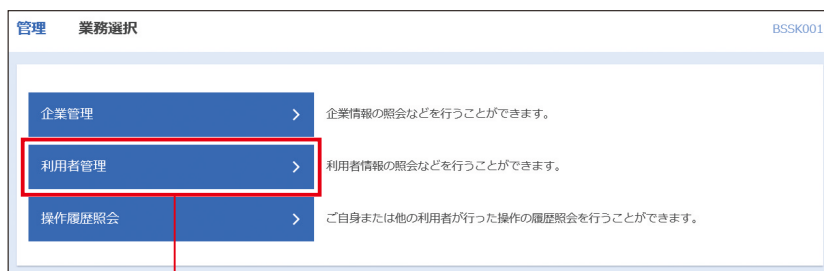 管理 業務選択 BSSK001
企業管理 企業情報の照会などを行うことができます。
利用者管理 利用者情報の照会などを行うことができます。
操作履歴照会 ご自身または他の利用者が行った操作の履歴照会を行うことができます。